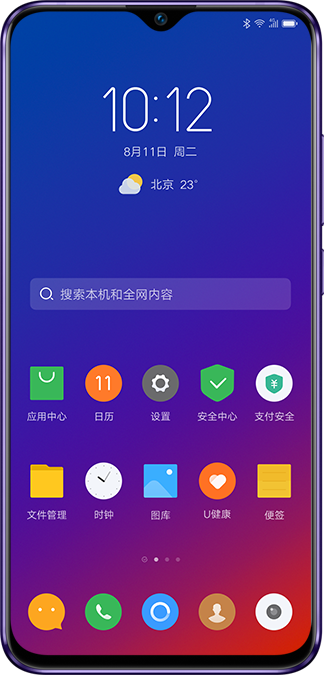 10:12
8月11日 周二
北京 23°
搜索本机和全网内容
11
应用中心 日历 设置 安全中心 支付安全
文件管理 时钟 图库 U健康 便签